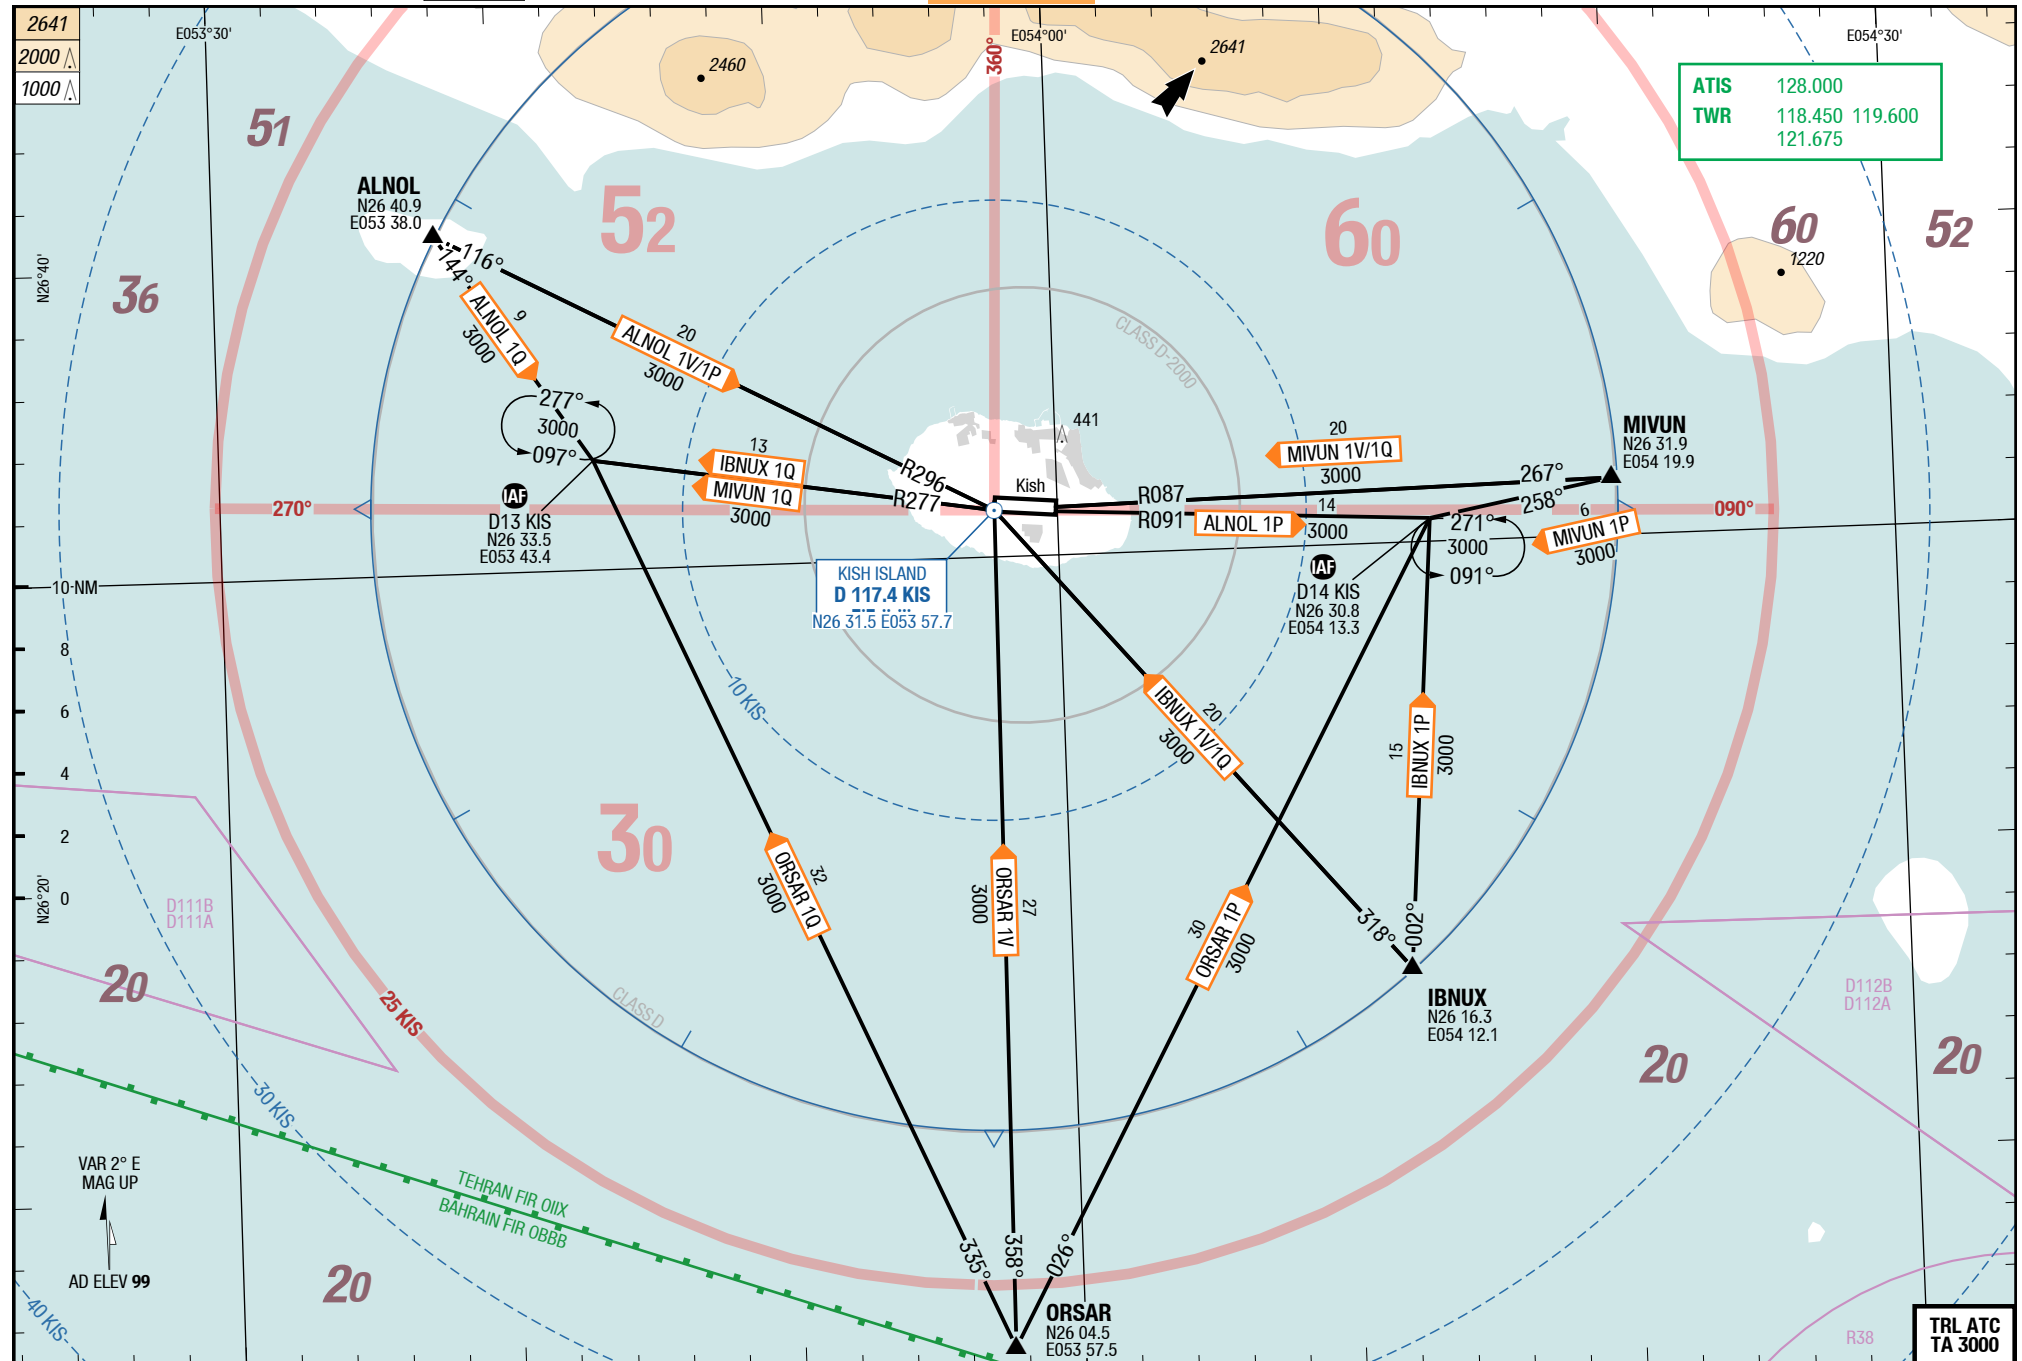 2641
2000
1000
E053°30'
360°
E054°00'
E054°30'
2460
2641
ATIS 128.000
TWR 118.450 119.600
121.675
51
52
60
60
52
1220
36
ALNOL
N26 40.9
E053 38.0
N26°40'
116°
144°
ALNOL 1Q
9
3000
20
ALNOL 1V/1P
3000
CLASS D-2000
277°
3000
097°
13
IBNUX 1Q
MIVUN 1Q
3000
R296
R277
441
Kish
20
MIVUN 1V/1Q
3000
MIVUN
N26 31.9
E054 19.9
267°
258°
R087
R091
14
ALNOL 1P
3000
6
MIVUN 1P
3000
271°
3000
091°
270°
090°
IAF
D13 KIS
N26 33.5
E053 43.4
IAF
D14 KIS
N26 30.8
E054 13.3
KISH ISLAND
D 117.4 KIS
N26 31.5 E053 57.7
10 NM
8
6
4
2
0
N26°20'
10 KIS
20
IBNUX 1V/1Q
3000
15
IBNUX 1P
3000
30
32
ORSAR 1Q
3000
27
ORSAR 1V
3000
30
ORSAR 1P
3000
318°
002°
IBNUX
N26 16.3
E054 12.1
D111B
D111A
D112B
D112A
20
25 KIS
CLASS D
20
20
30 KIS
VAR 2° E
MAG UP
AD ELEV 99
TEHRAN FIR OIIX
BAHRAIN FIR OBBB
20
40 KIS
335°
358°
026°
ORSAR
N26 04.5
E053 57.5
R38
TRL ATC
TA 3000